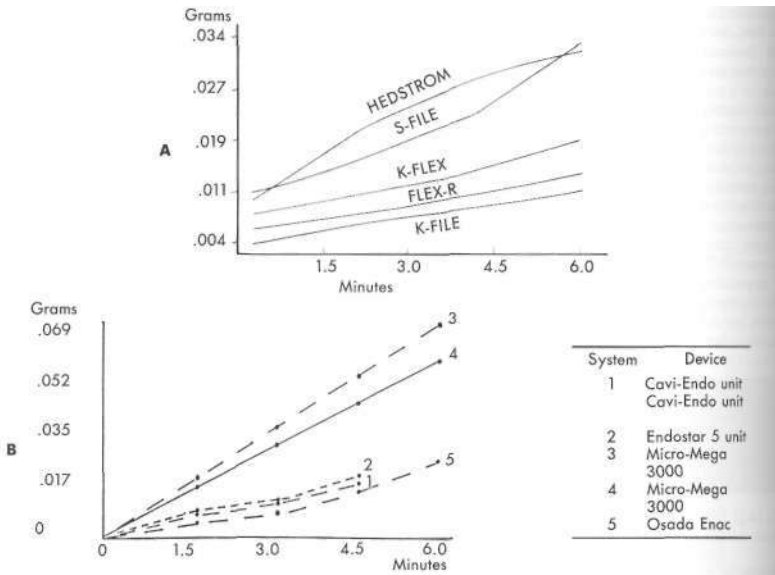 Grams
.034
.027
.019
.011
.004
A
HEDSTROM
S-FILE
K-FLEX
FLEX-R
K-FILE
1.5 3.0 4.5 6.0
Minutes
Grams
.069
.052
.035
.017
0
B
3
4
2
1
5
0 1.5 3.0 4.5 6.0
Minutes
System Device
1 Cavi-Endo unit
Cavi-Endo unit
2 Endostar 5 unit
3 Micro-Mega
3000
4 Micro-Mega
3000
5 Osada Enac